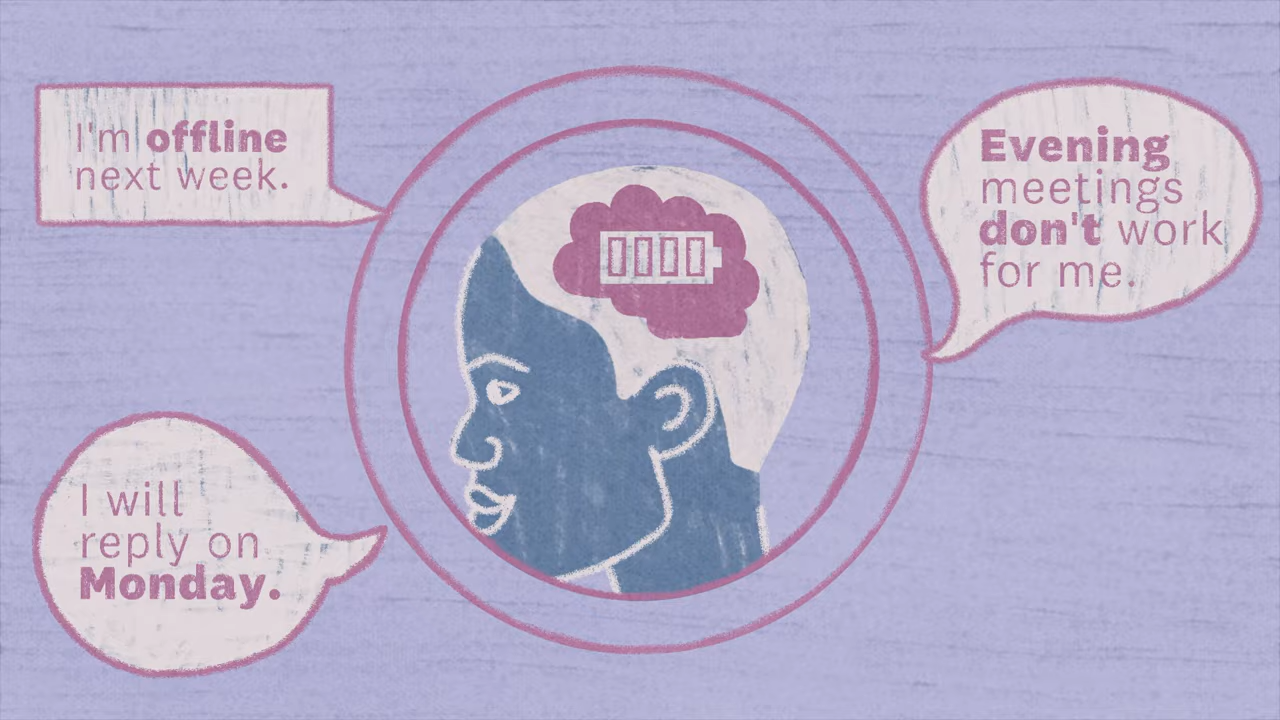 I'm offline
next week.
Evening
meetings
don't work
for me.
I will
reply on
Monday.